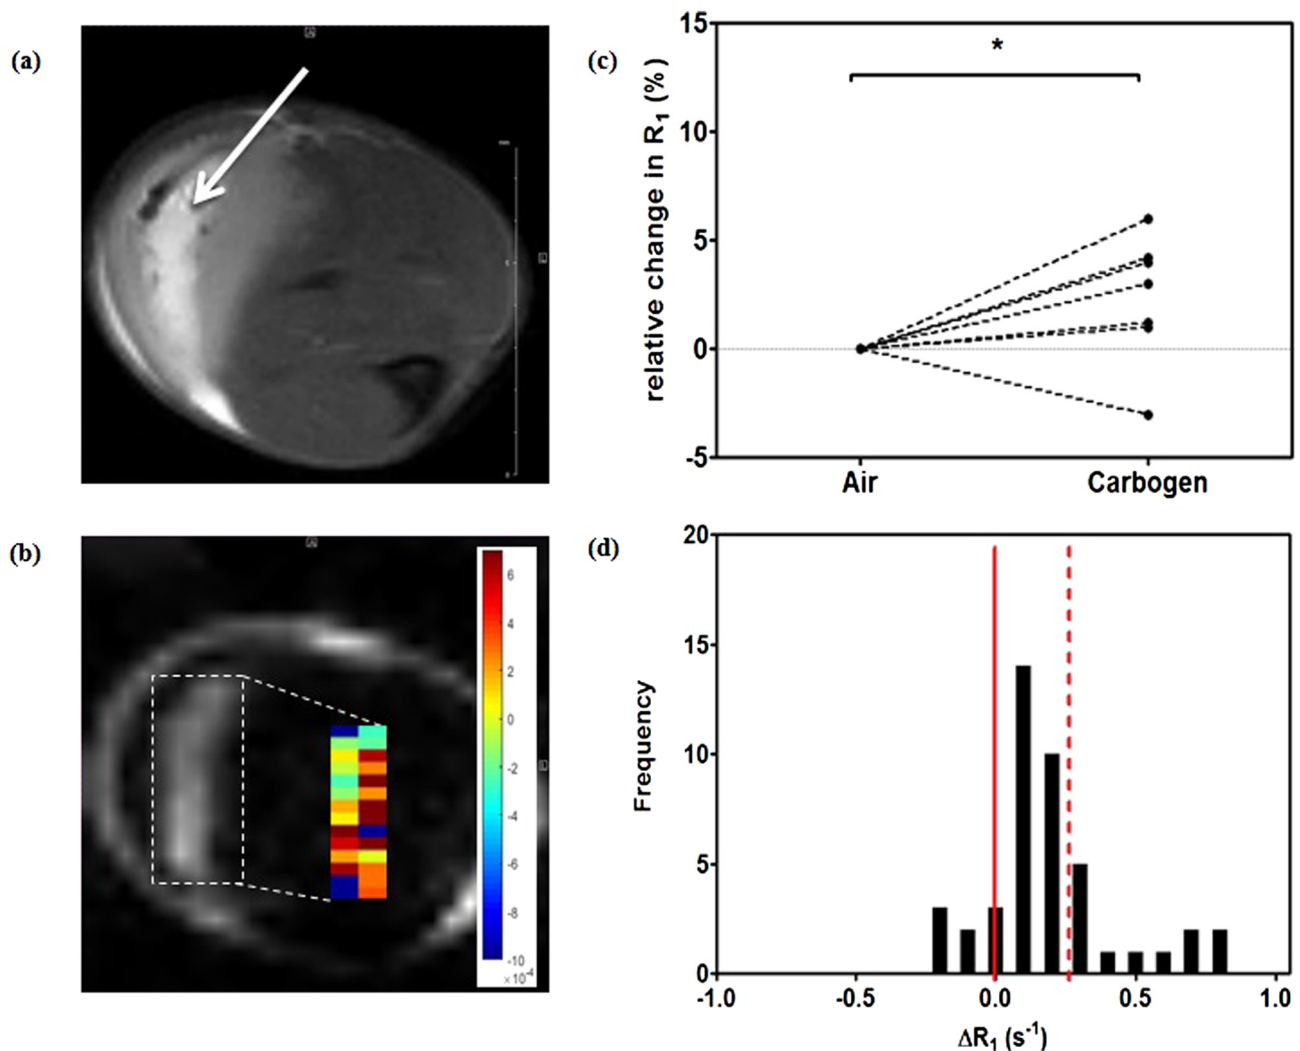 (a)
A
L
(b)
A
6
4
2
0
-2
-4
-6
-8
-10
×10⁻⁴
L
(c)
relative change in R₁ (%)
15
10
5
0
-5
*
Air
Carbogen
(d)
Frequency
20
15
10
5
0
-1.0
-0.5
0.0
0.5
1.0
ΔR₁ (s⁻¹)